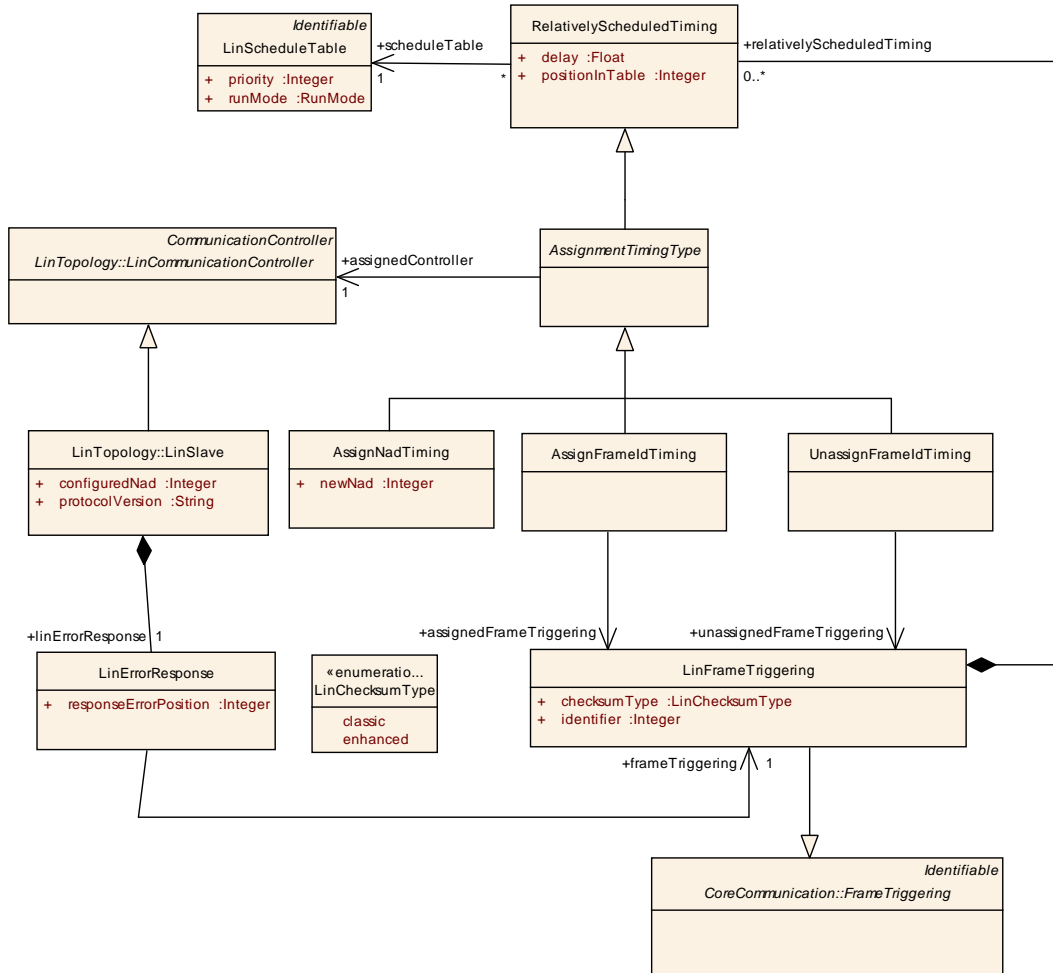 Identifiable
LinScheduleTable
+ priority :Integer
+ runMode :RunMode
+scheduleTable
1
*
RelativelyScheduledTiming
+ delay :Float
+ positionInTable :Integer
+relativelyScheduledTiming
0..*
CommunicationController
LinTopology::LinCommunicationController
+assignedController
1
AssignmentTimingType
LinTopology::LinSlave
+ configuredNad :Integer
+ protocolVersion :String
AssignNadTiming
+ newNad :Integer
AssignFrameIdTiming
UnassignFrameIdTiming
+linErrorResponse 1
+assignedFrameTriggering
+unassignedFrameTriggering
LinErrorResponse
+ responseErrorPosition :Integer
«enumeratio...
LinChecksumType
classic
enhanced
LinFrameTriggering
+ checksumType :LinChecksumType
+ identifier :Integer
+frameTriggering 1
Identifiable
CoreCommunication::FrameTriggering